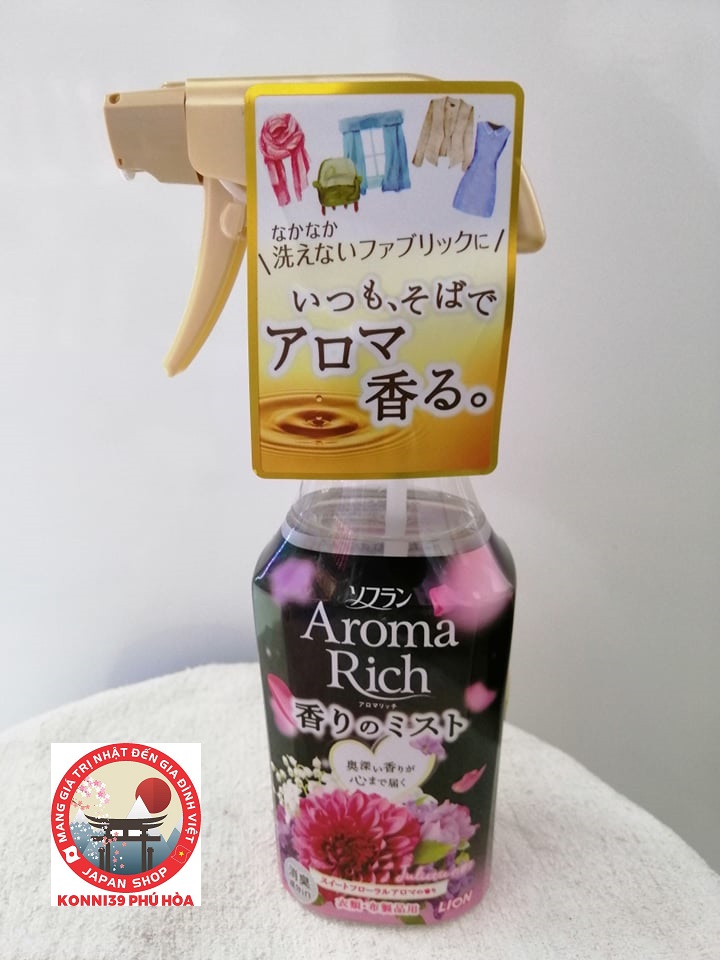 なかなか
\洗えないファブリックに/
いつも、そばで
アロマ
香る。
ソフラン
Aroma
Rich
アロマリッチ
香りのミスト
奥深い香りが
心まで届く
Juliette
消臭
スイートフローラルアロマの香り
衣類・布製品用
LION
MANG GIÁ TRỊ NHẬT ĐẾN GIA ĐÌNH VIỆT
JAPAN SHOP
KONNI39 PHÚ HÒA